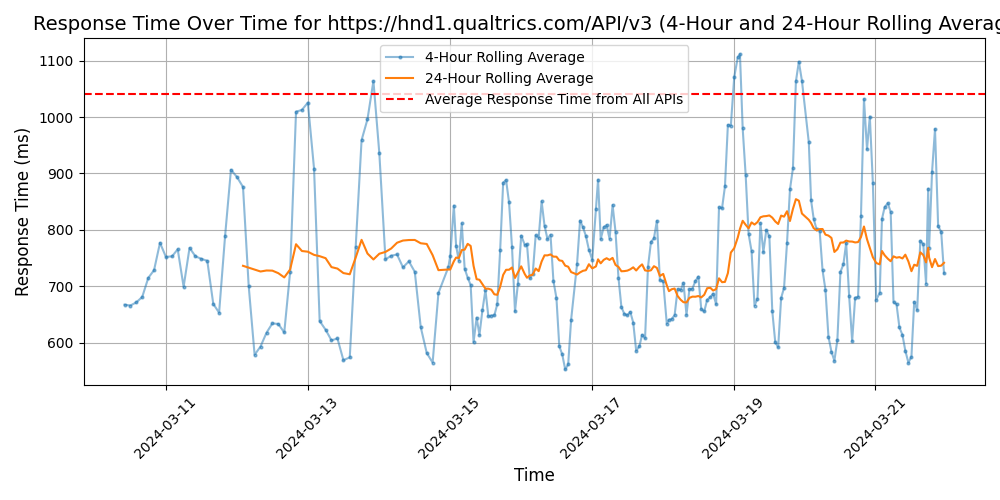 Response Time Over Time for https://hnd1.qualtrics.com/API/v3 (4-Hour and 24-Hour Rolling Averag
4-Hour Rolling Average
24-Hour Rolling Average
Average Response Time from All APIs
Response Time (ms)
1100
1000
900
800
700
600
2024-03-11
2024-03-13
2024-03-15
2024-03-17
2024-03-19
2024-03-21
Time